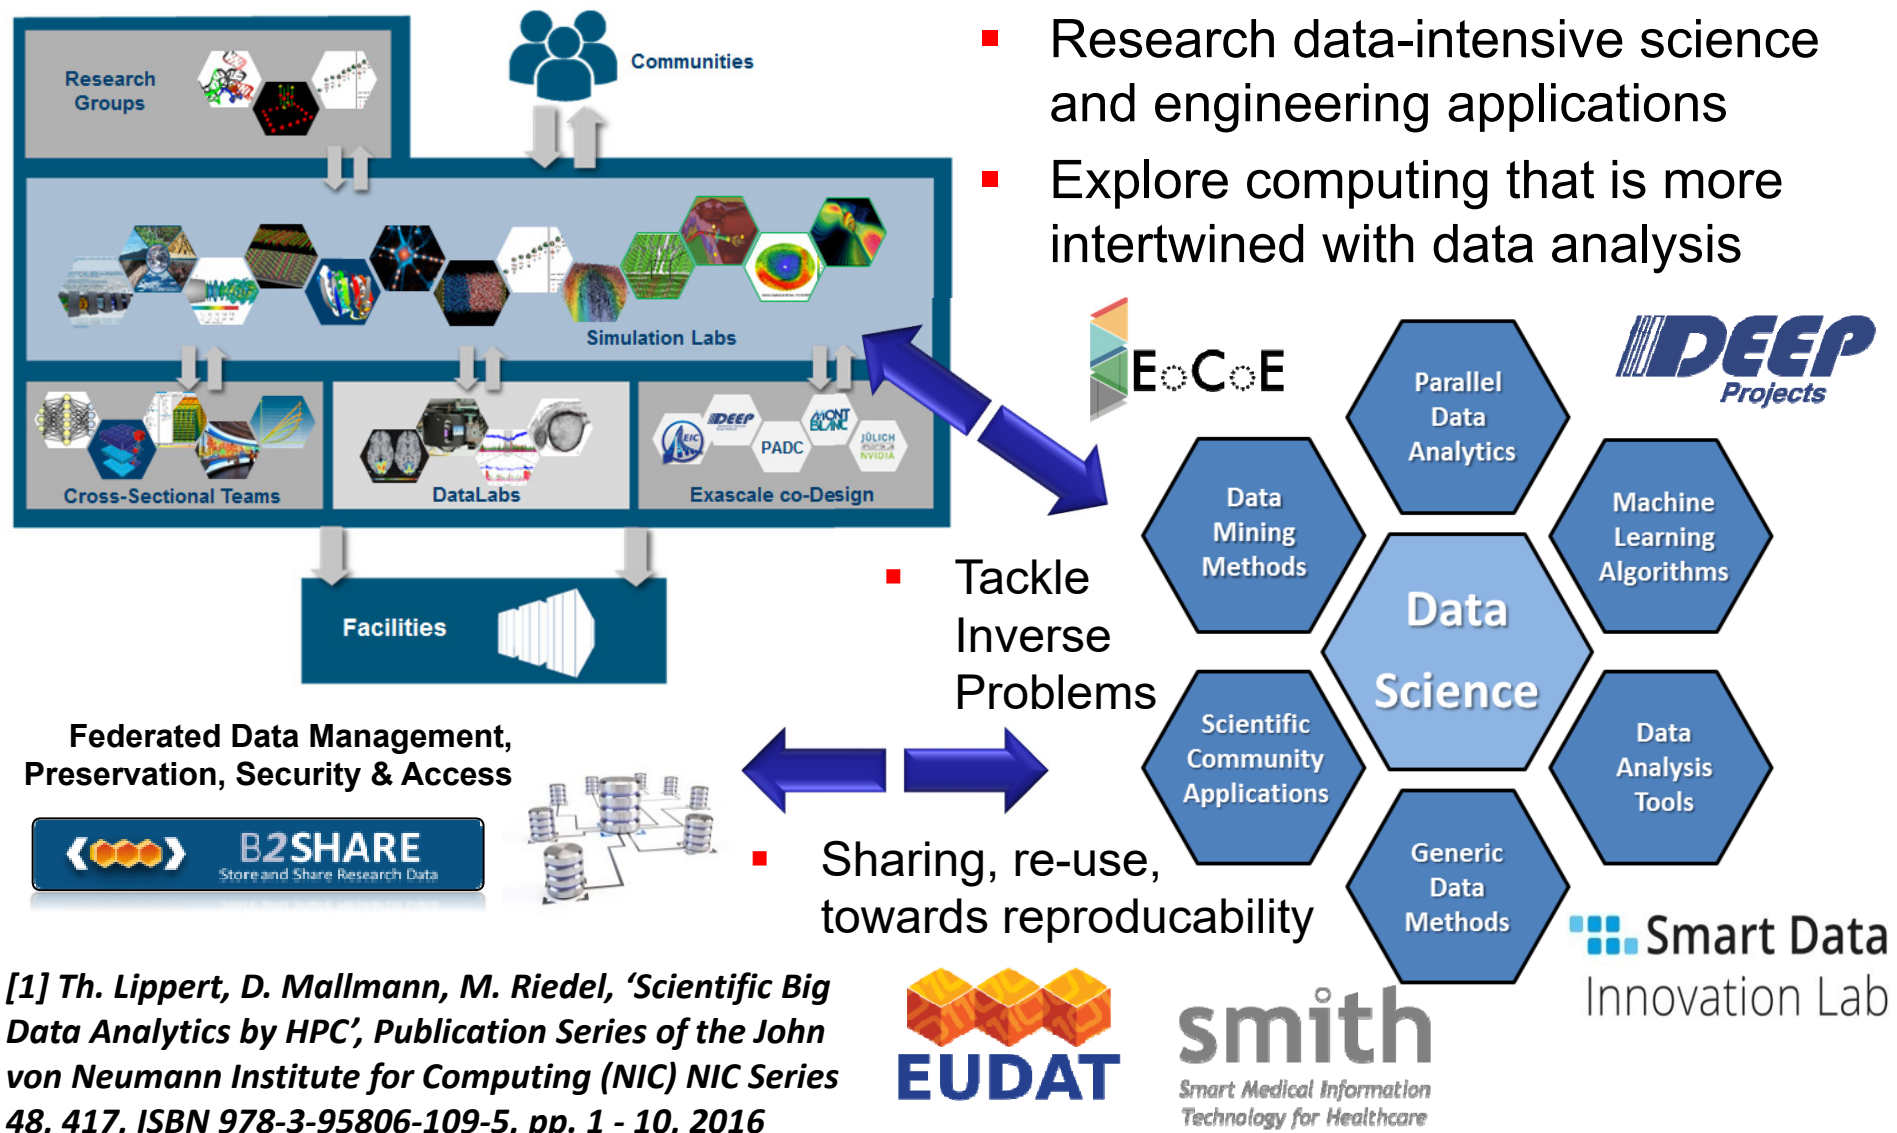 Research
Groups
Communities
Simulation Labs
Cross-Sectional Teams
DataLabs
EIC
DEEP
PADC
MONT
BLANC
JÜLICH
NVIDIA
Exascale co-Design
Facilities
▪ Research data-intensive science
and engineering applications
▪ Explore computing that is more
intertwined with data analysis
EoCoE
DEEP
Projects
Parallel
Data
Analytics
Data
Mining
Methods
Machine
Learning
Algorithms
Data
Science
Scientific
Community
Applications
Data
Analysis
Tools
Generic
Data
Methods
▪ Tackle
Inverse
Problems
Federated Data Management,
Preservation, Security & Access
B2SHARE
Store and Share Research Data
▪ Sharing, re-use,
towards reproducability
Smart Data
Innovation Lab
[1] Th. Lippert, D. Mallmann, M. Riedel, ‘Scientific Big
Data Analytics by HPC’, Publication Series of the John
von Neumann Institute for Computing (NIC) NIC Series
48, 417, ISBN 978-3-95806-109-5, pp. 1 - 10, 2016
EUDAT
smith
Smart Medical Information
Technology for Healthcare